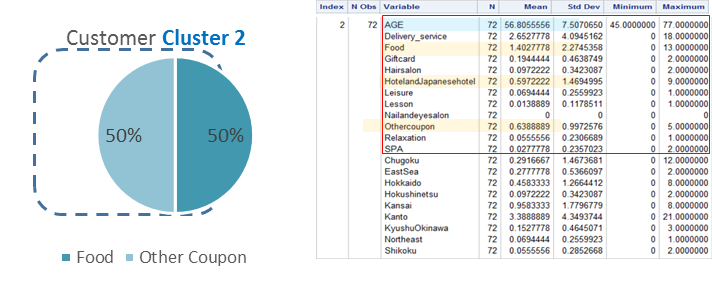 Customer Cluster 2
50%
50%
Food
Other Coupon
Index N Obs Variable N Mean Std Dev Minimum Maximum
2 72 AGE 72 56.8055556 7.5070650 45.0000000 77.0000000
Delivery_service 72 2.6527778 4.0945162 0 18.0000000
Food 72 1.4027778 2.2745358 0 13.0000000
Giftcard 72 0.1944444 0.4638749 0 2.0000000
Hairsalon 72 0.0972222 0.3423087 0 2.0000000
HotelandJapanesehotel 72 0.5972222 1.4694995 0 9.0000000
Leisure 72 0.0694444 0.2559923 0 1.0000000
Lesson 72 0.0138889 0.1178511 0 1.0000000
Nailandeyesalon 72 0 0 0 0
Othercoupon 72 0.6388889 0.9972576 0 5.0000000
Relaxation 72 0.0555556 0.2306689 0 1.0000000
SPA 72 0.0277778 0.2357023 0 2.0000000
Chugoku 72 0.2916667 1.4673681 0 12.0000000
EastSea 72 0.2777778 0.5366097 0 2.0000000
Hokkaido 72 0.4583333 1.2664412 0 8.0000000
Hokushinetsu 72 0.0972222 0.3423087 0 2.0000000
Kansai 72 0.9583333 1.7796779 0 8.0000000
Kanto 72 3.3888889 4.3493744 0 21.0000000
KyushuOkinawa 72 0.1527778 0.4645071 0 3.0000000
Northeast 72 0.0694444 0.2559923 0 1.0000000
Shikoku 72 0.0555556 0.2852668 0 2.0000000